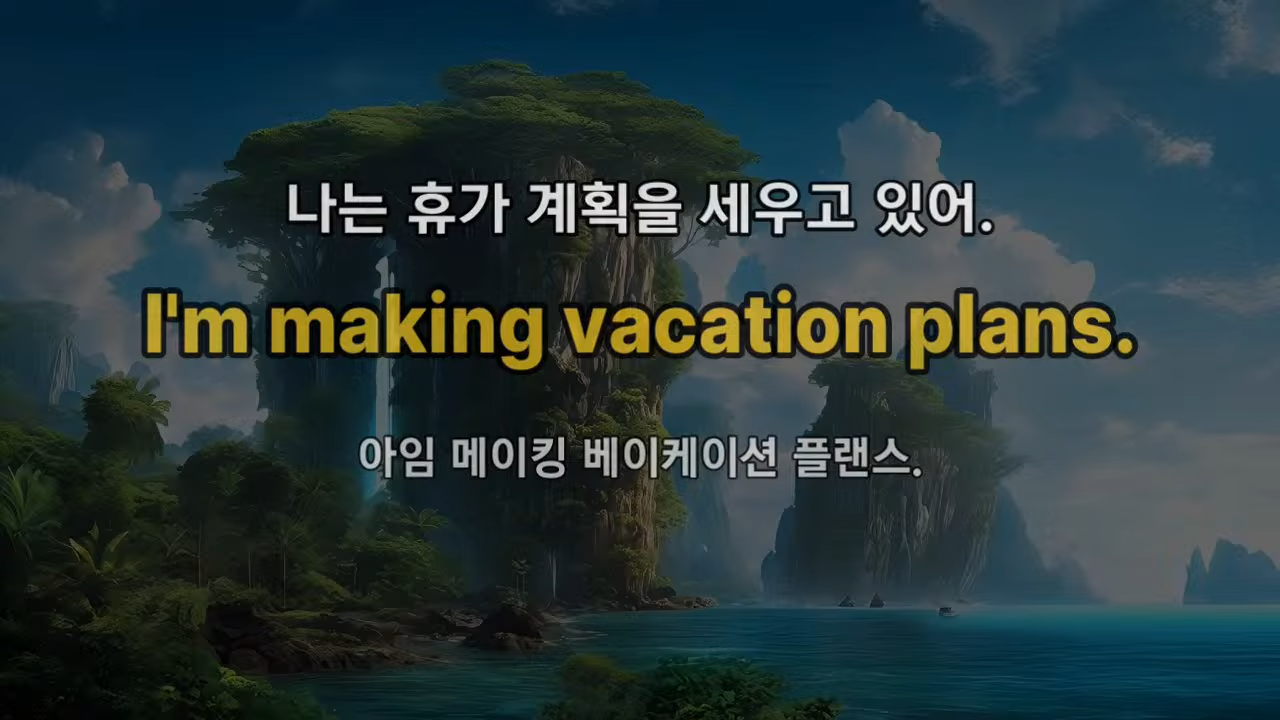 나는 휴가 계획을 세우고 있어.
I'm making vacation plans.
아임 메이킹 베이케이션 플랜스.